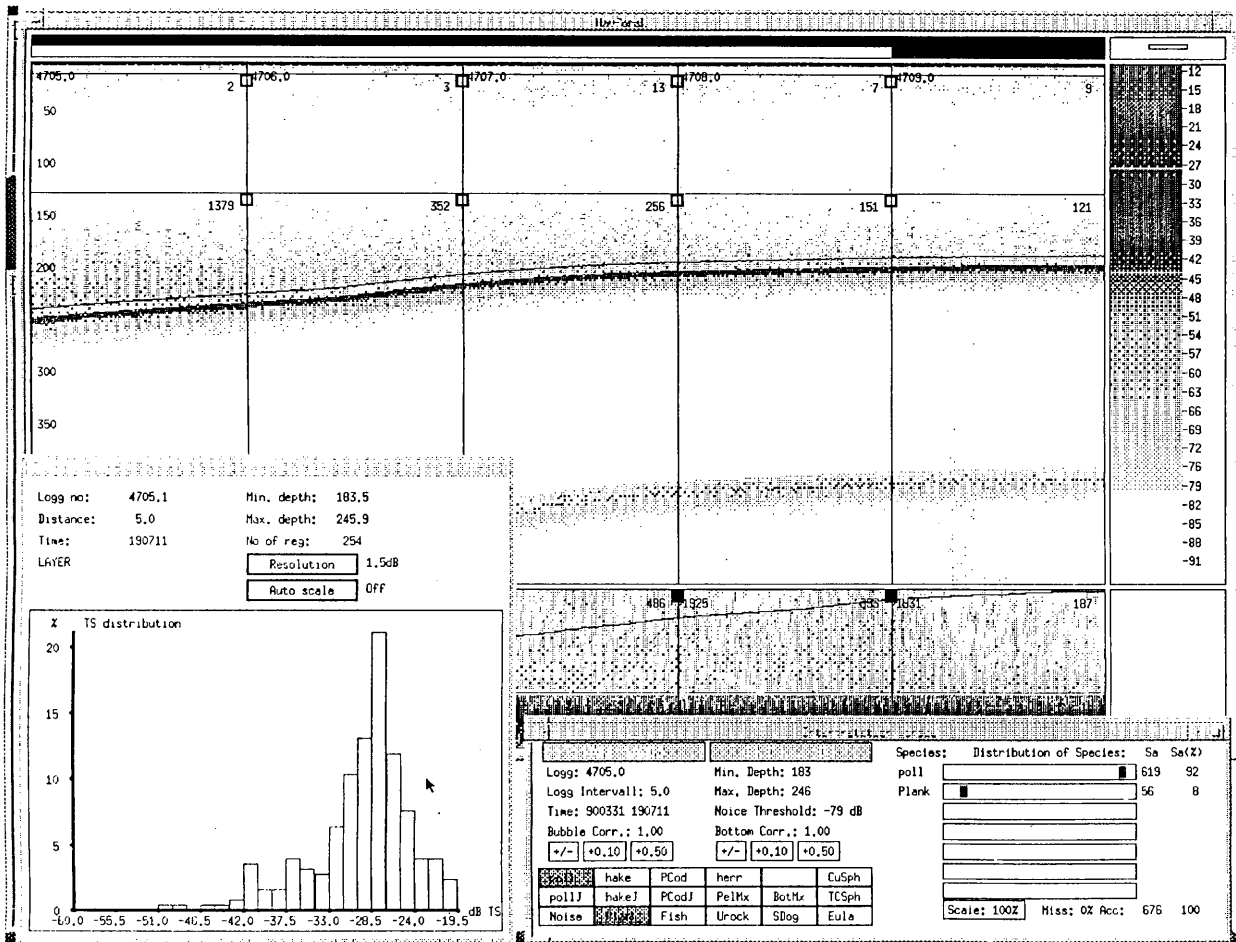 4705,0 4706,0 4707,0 4708,0 4709,0
2 3 13 7 9
50
100
1379 352 256 151 121
150
200
300
350
-12
-15
-18
-21
-24
-27
-30
-33
-36
-39
-42
-45
-48
-51
-54
-57
-60
-63
-66
-69
-72
-76
-79
-82
-85
-88
-91
Logg no: 4705.1 Min. depth: 183,5
Distance: 5.0 Max. depth: 245.9
Time: 190711 No of reg: 254
LAYER Resolution 1.5dB
Auto scale Off
486 1325 1831 187
% TS distribution
20
15
10
5
0
-60,0 -55,5 -51,0 -46,5 -42,0 -37,5 -33,0 -28,5 -24,0 -19,5 dB TS
Logg: 4705.0 Min. Depth: 183
Logg Intervall: 5.0 Max. Depth: 246
Time: 900331 190711 Noice Threshold: -79 dB
Bubble Corr.: 1,00 Bottom Corr.: 1,00
+/- +0.10 +0.50 +/- +0.10 +0.50
hake PCod herr CuSph
pollJ hakeJ PCodJ PelMx BotMx TCSph
Noise Fish Urock SDog Eula
Species: Distribution of Species: Sa Sa(%)
poll 619 92
Plank 56 8
Scale: 100% Miss: 0% Acc: 676 100